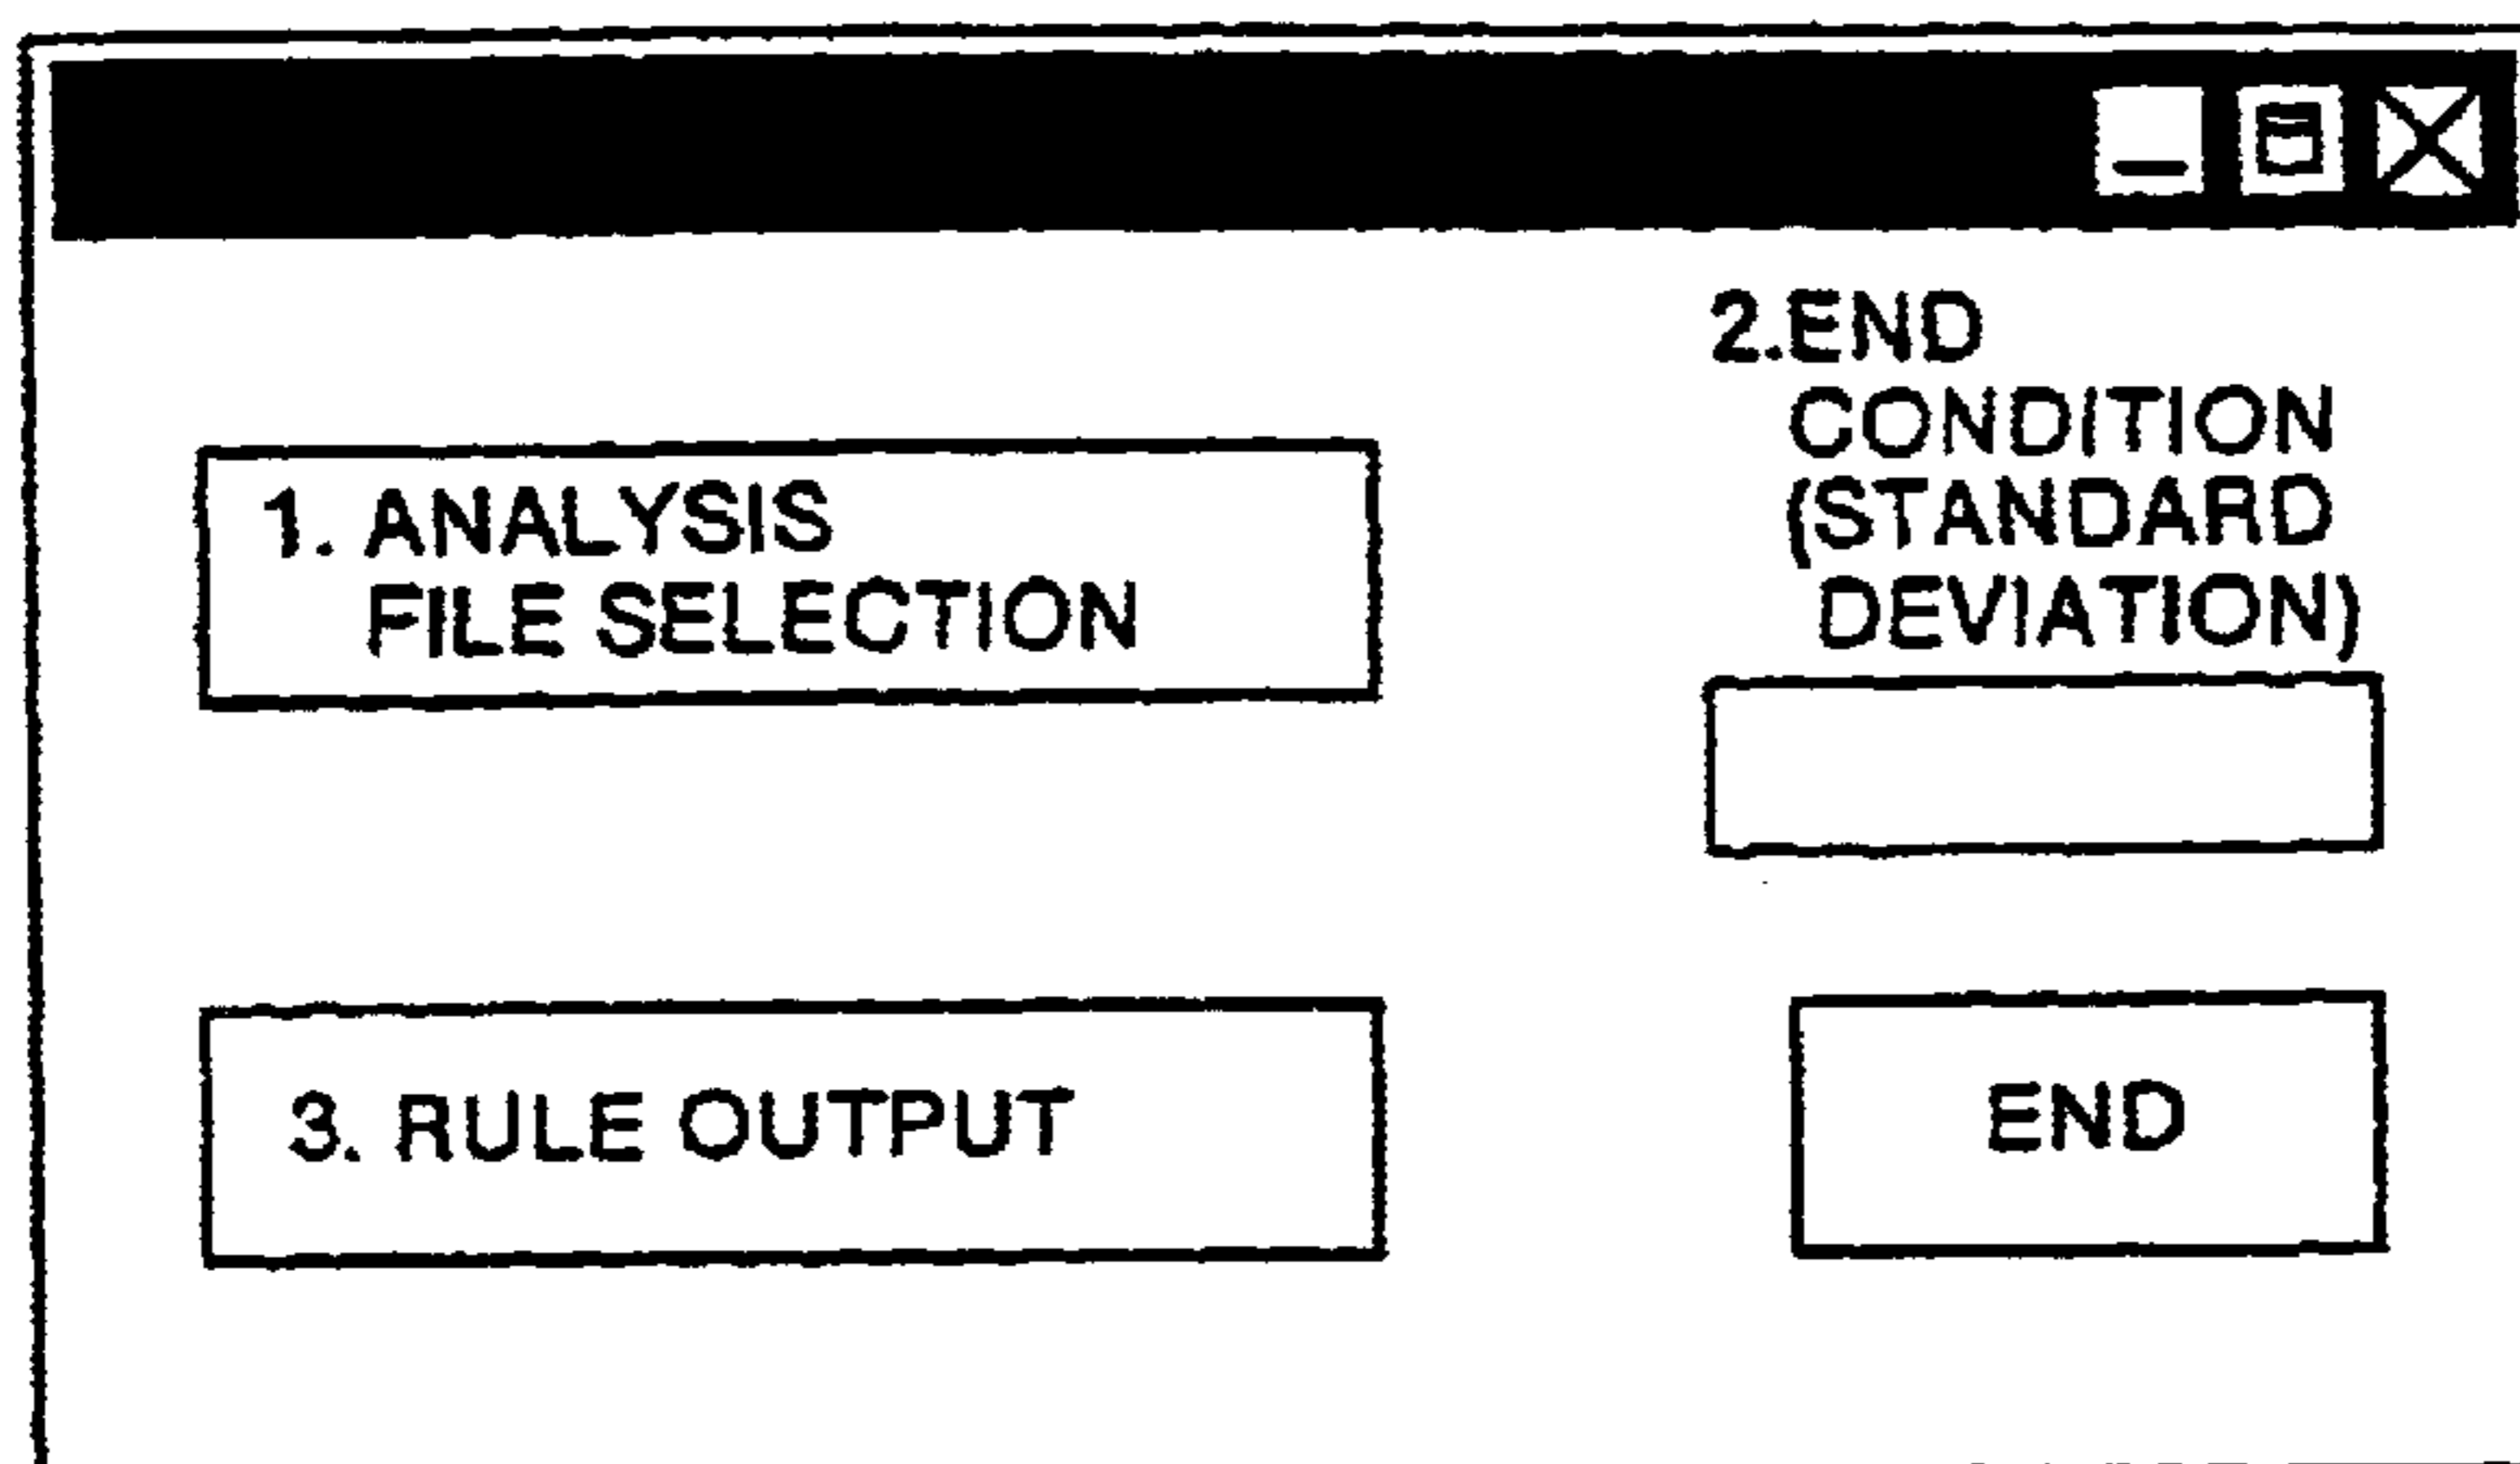 2.END
CONDITION
(STANDARD
DEVIATION)
1. ANALYSIS
FILE SELECTION
3. RULE OUTPUT
END